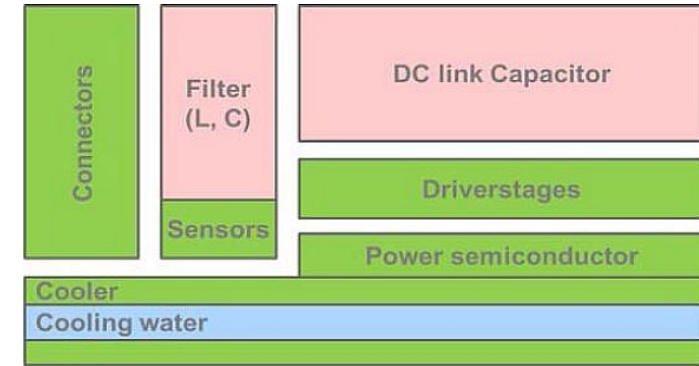 Connectors
Filter
(L, C)
Sensors
DC link Capacitor
Driverstages
Power semiconductor
Cooler
Cooling water